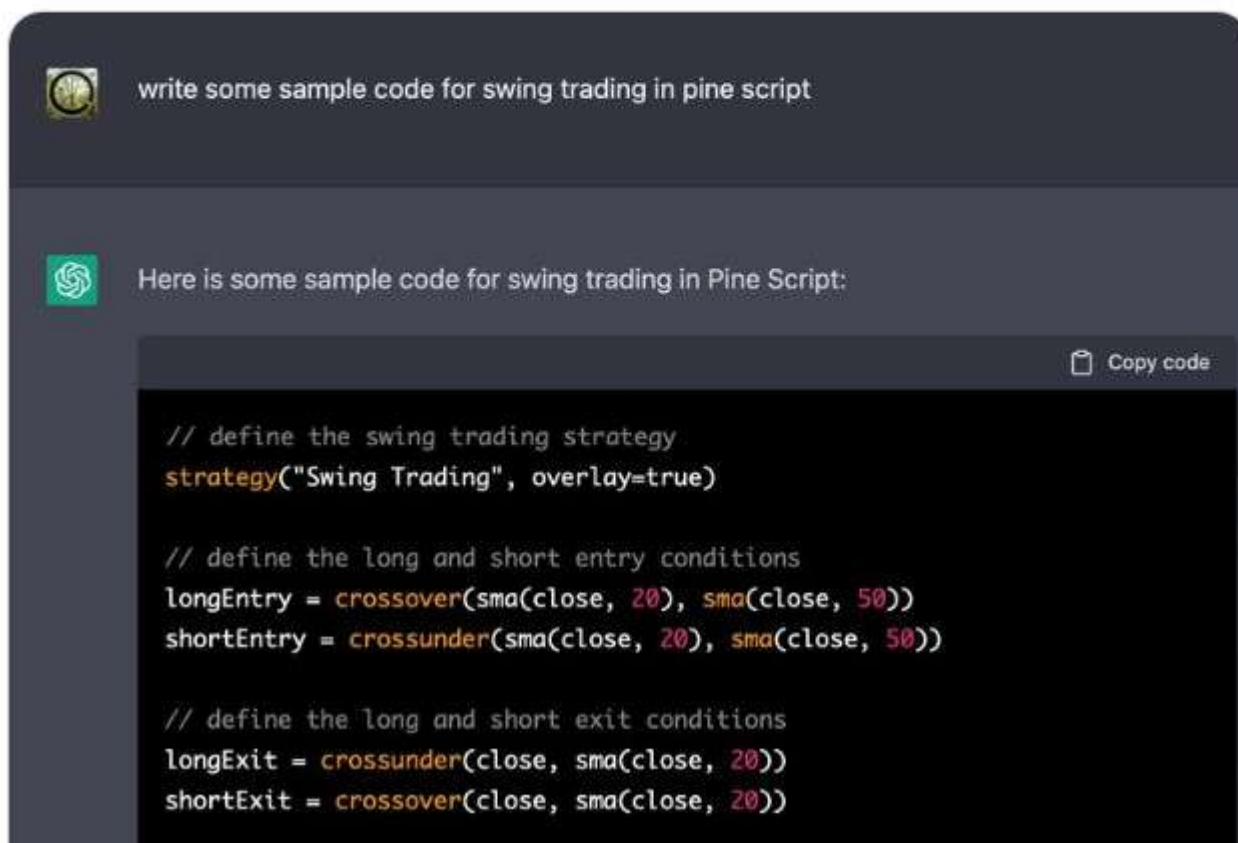 write some sample code for swing trading in pine script
Here is some sample code for swing trading in Pine Script:
Copy code
// define the swing trading strategy
strategy("Swing Trading", overlay=true)
// define the long and short entry conditions
longEntry = crossover(sma(close, 20), sma(close, 50))
shortEntry = crossunder(sma(close, 20), sma(close, 50))
// define the long and short exit conditions
longExit = crossunder(close, sma(close, 20))
shortExit = crossover(close, sma(close, 20))